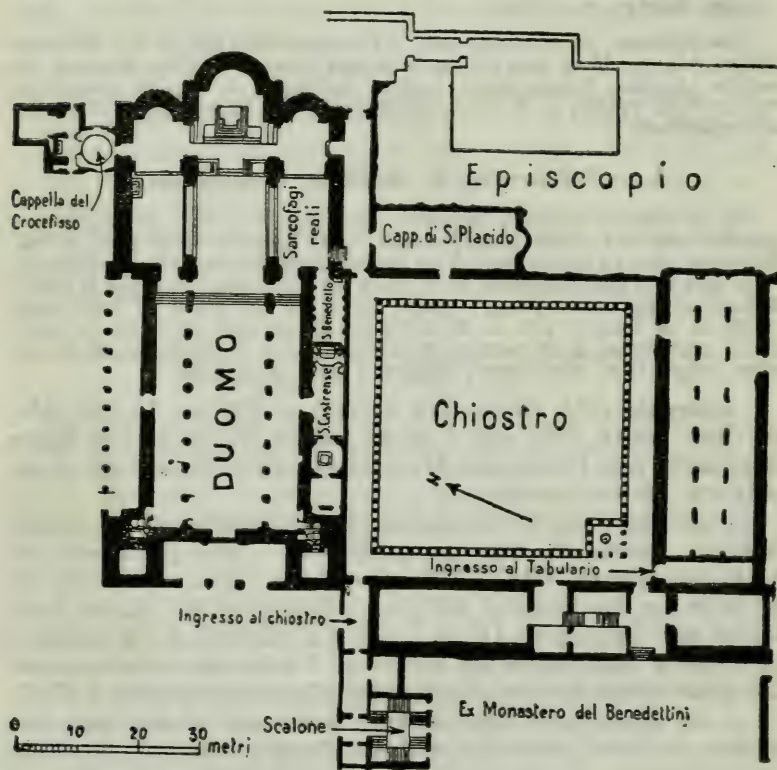 Episcopio
Cappella del
Crocefisso
Sarcofagi
reali
Capp. di S. Placido
S. Benedetto
S. Castrense
DUOMO
Chiostro
N
Ingresso al Tabulario
Ingresso al chiostro
Ex Monastero dei Benedettini
Scalone
0 10 20 30
metri